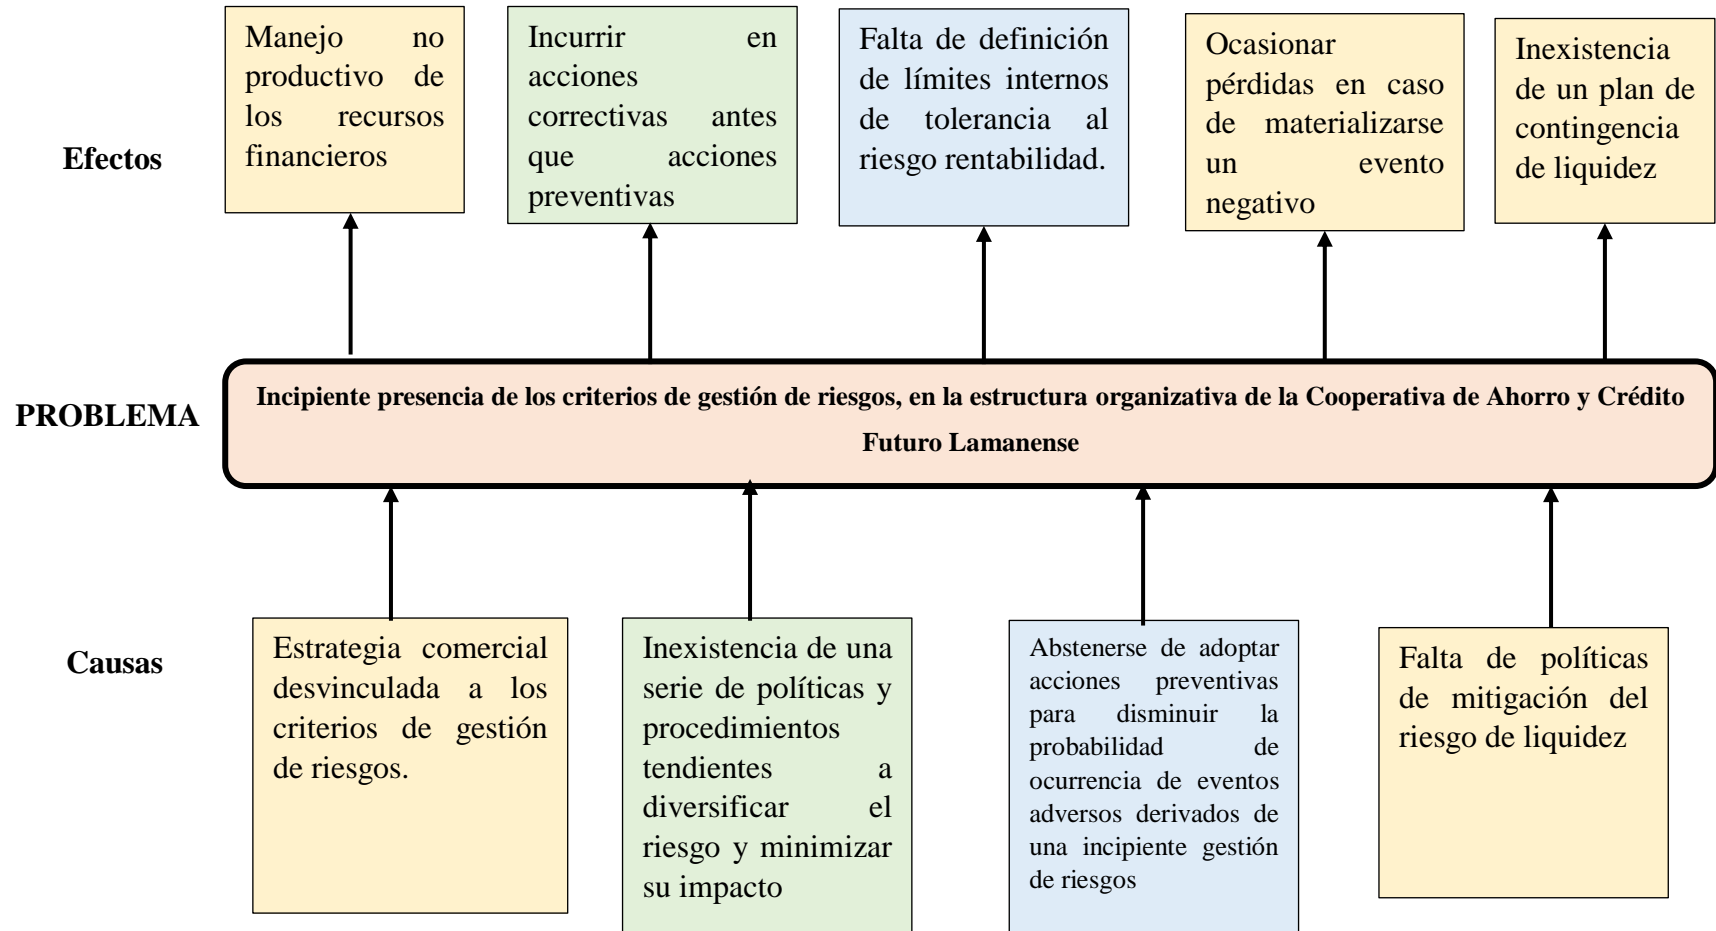 Manejo no
productivo de
los recursos
financieros
Incurrir en
acciones
correctivas antes
que acciones
preventivas
Falta de definición
de límites internos
de tolerancia al
riesgo rentabilidad.
Ocasionar
pérdidas en caso
de materializarse
un evento
negativo
Inexistencia
de un plan de
contingencia
de liquidez
Efectos
PROBLEMA
Incipiente presencia de los criterios de gestión de riesgos, en la estructura organizativa de la Cooperativa de Ahorro y Crédito
Futuro Lamanense
Causas
Estrategia comercial
desvinculada a los
criterios de gestión
de riesgos.
Inexistencia de una
serie de políticas y
procedimientos
tendientes a
diversificar el
riesgo y minimizar
su impacto
Abstenerse de adoptar
acciones preventivas
para disminuir la
probabilidad de
ocurrencia de eventos
adversos derivados de
una incipiente gestión
de riesgos
Falta de políticas
de mitigación del
riesgo de liquidez